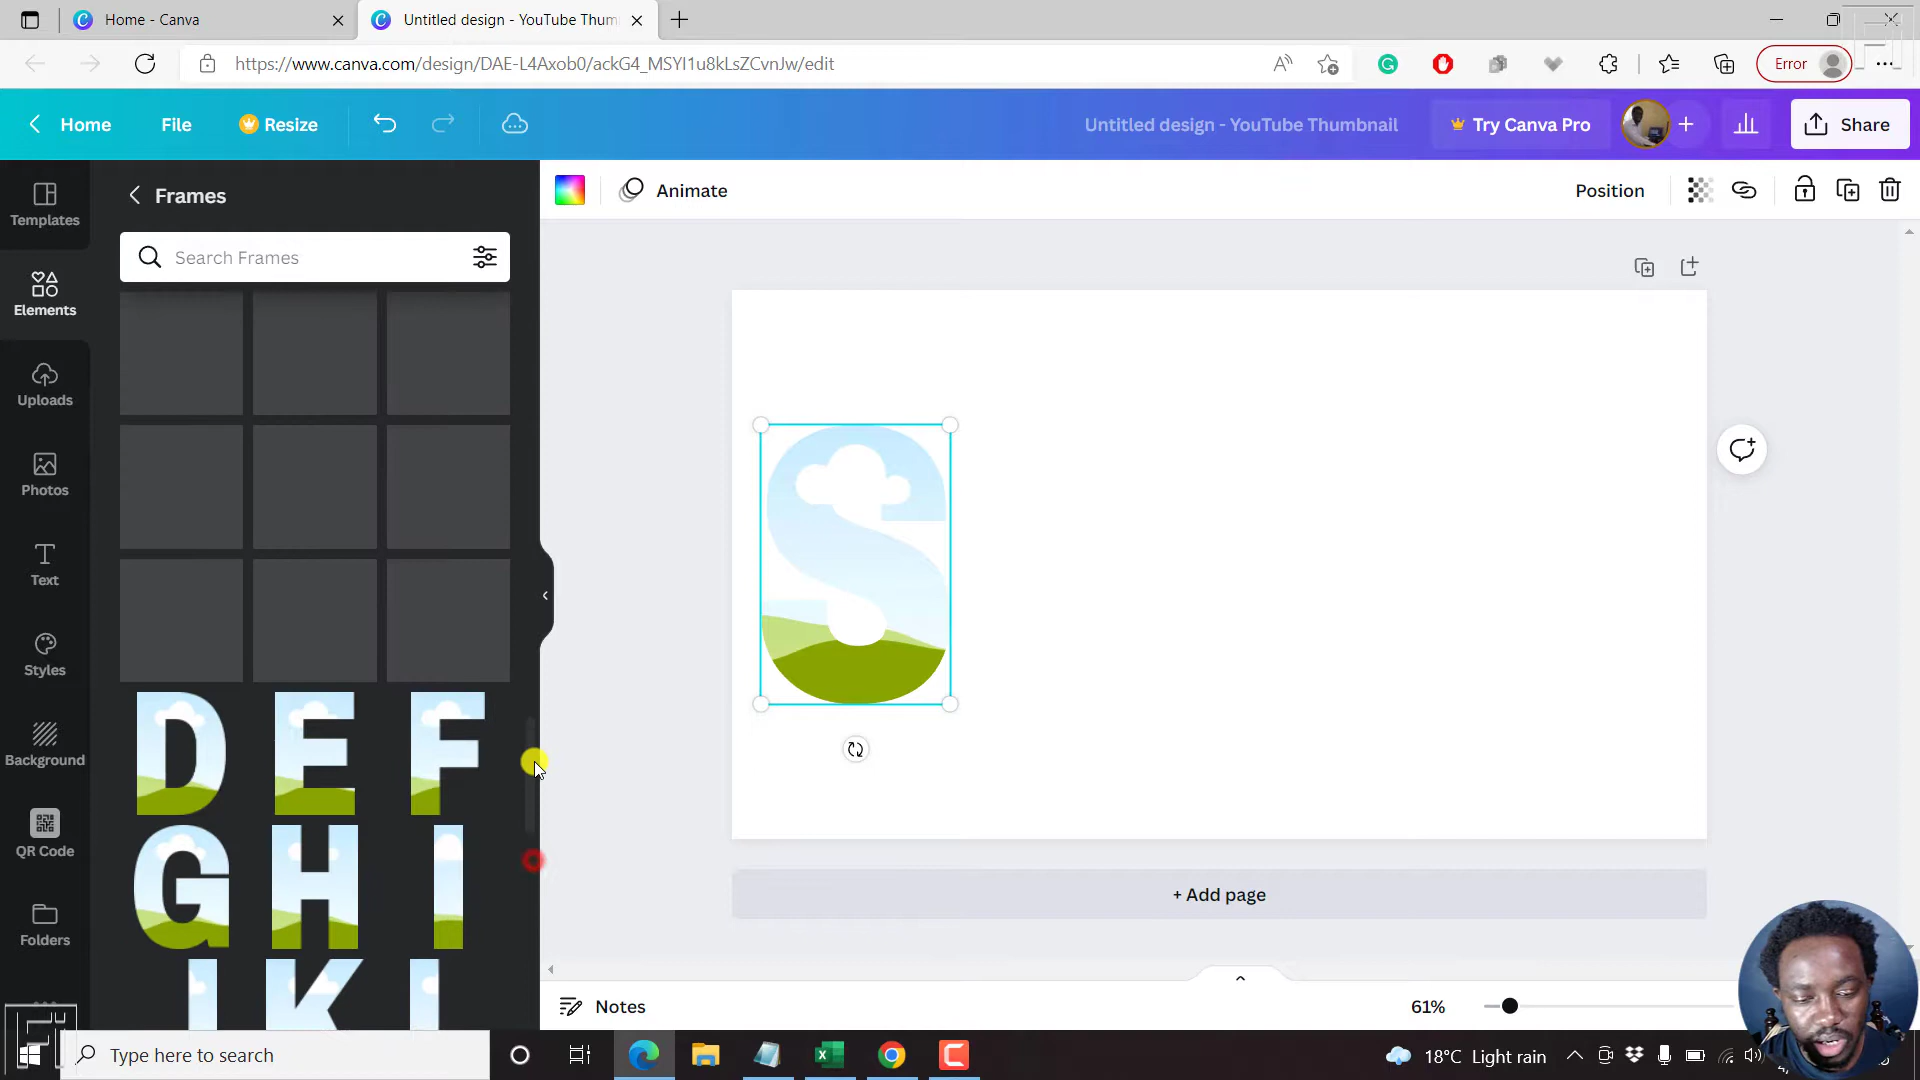 Home - Canva
Untitled design - YouTube Thum
https://www.canva.com/design/DAE-L4Axob0/ackG4_MSYI1u8kLsZCvnJw/edit
Error
Home
File
Resize
Untitled design - YouTube Thumbnail
Try Canva Pro
Share
Templates
Elements
Uploads
Photos
Text
Styles
Background
QR Code
Folders
Frames
Search Frames
D E F
G H I
Animate
Position
S
+ Add page
Notes
61%
Type here to search
18°C Light rain